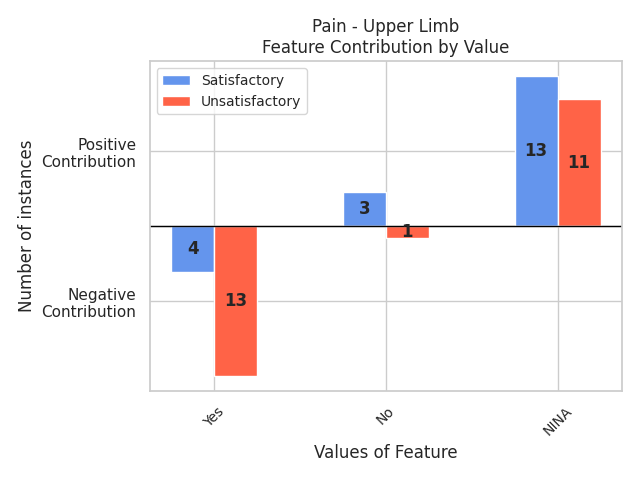 Pain - Upper Limb
Feature Contribution by Value
Satisfactory
Unsatisfactory
Positive
Contribution
Negative
Contribution
Number of instances
4
13
3
1
13
11
Yes
No
NINA
Values of Feature